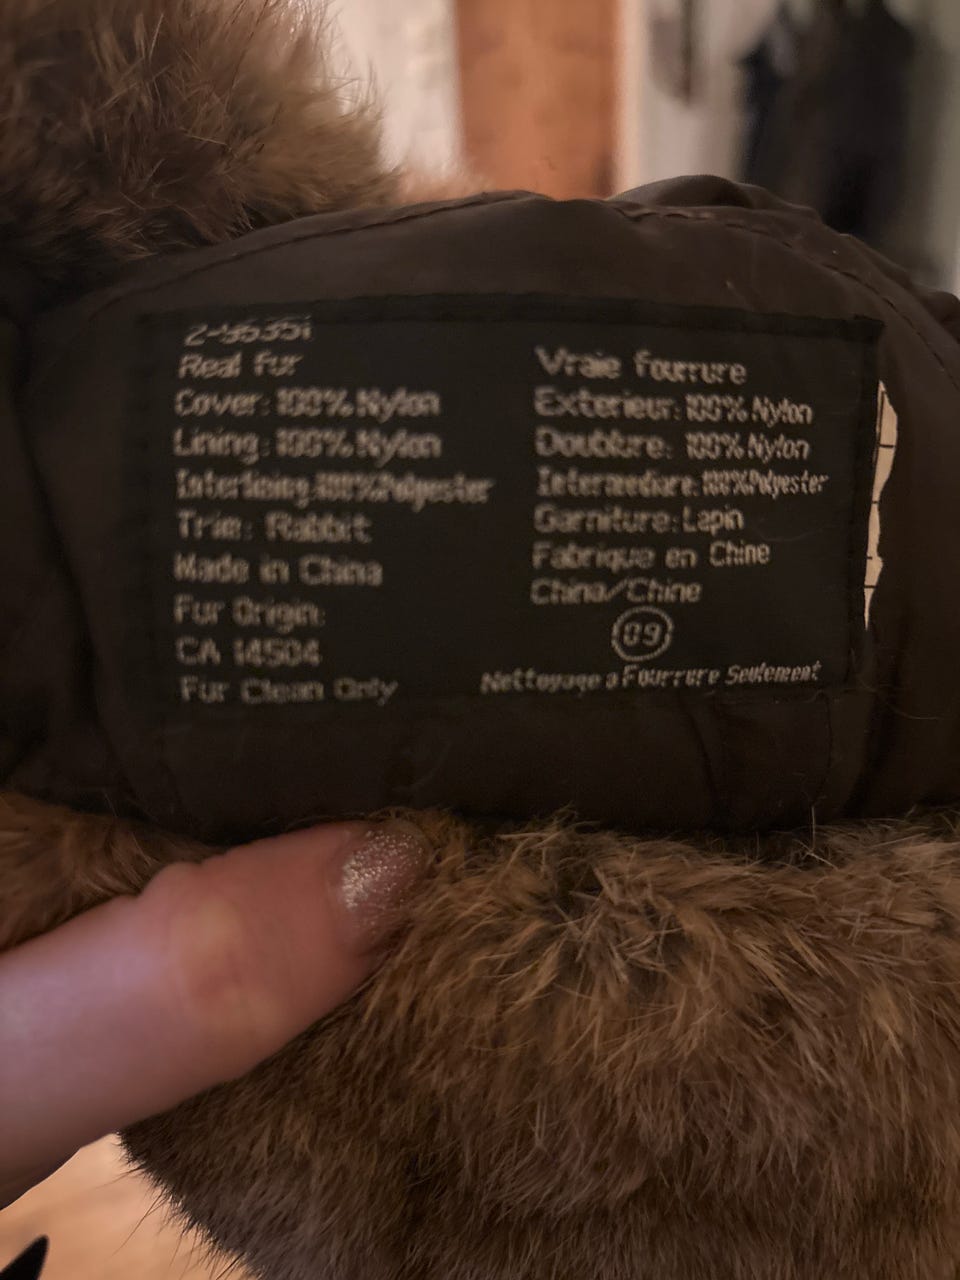 Real Fur
Cover: 100% Nylon
Lining: 100% Nylon
Interlining: 100% Polyester
Trim: Rabbit
Made in China
Fur Origin:
CA 14504
Fur Clean Only
Vraie fourrure
Exterieur: 100% Nylon
Doublure: 100% Nylon
Intermediure: 100% Polyester
Garniture: Lapin
Fabrique en Chine
China/Chine
09
Nettoyage a Fourrure Seulement